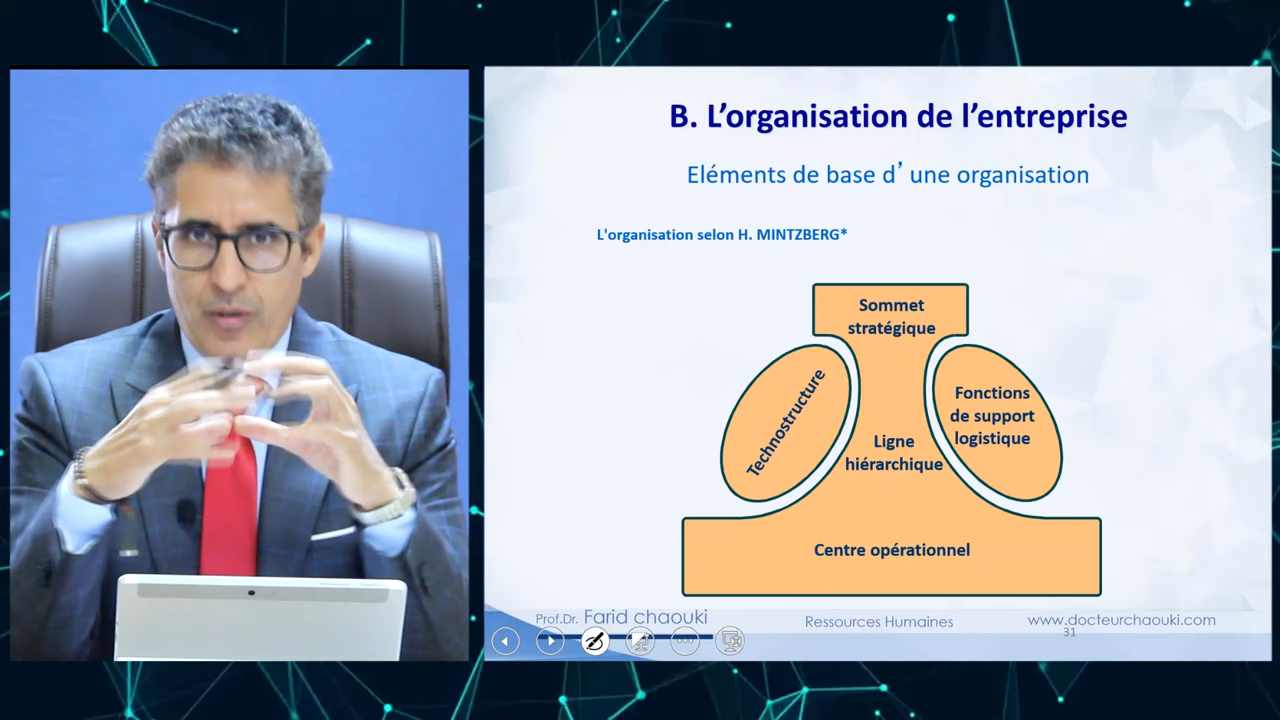 B. L’organisation de l’entreprise
Eléments de base d’ une organisation
L'organisation selon H. MINTZBERG*
Sommet
stratégique
Technostructure
Fonctions
de support
logistique
Ligne
hiérarchique
Centre opérationnel
Prof.Dr. Farid chaouki
Ressources Humaines
www.docteurchaouki.com
31